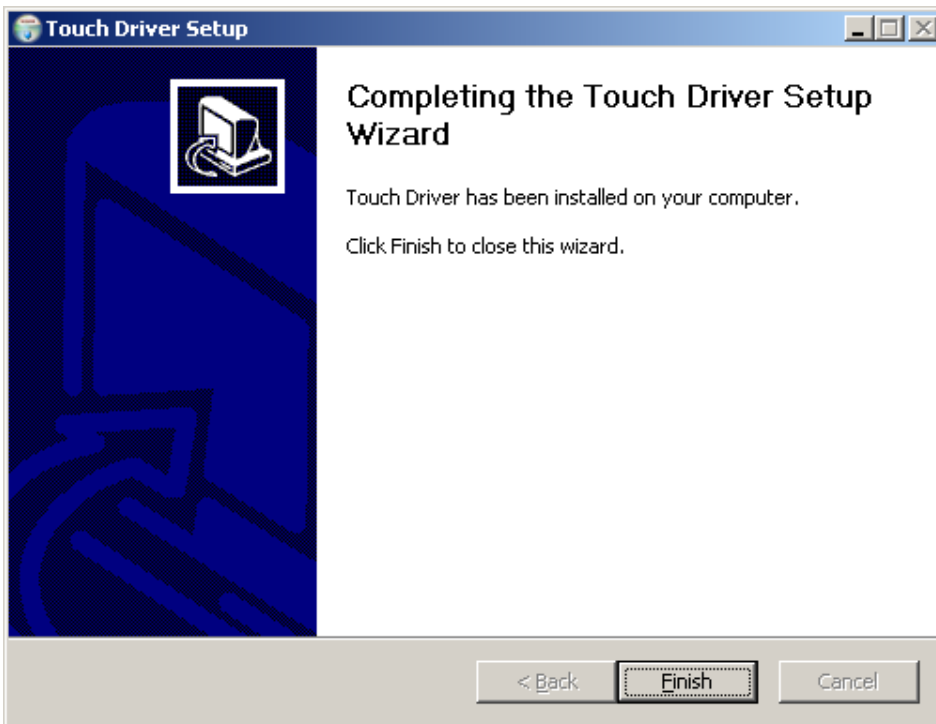 Touch Driver Setup
Completing the Touch Driver Setup
Wizard
Touch Driver has been installed on your computer.
Click Finish to close this wizard.
< Back
Finish
Cancel